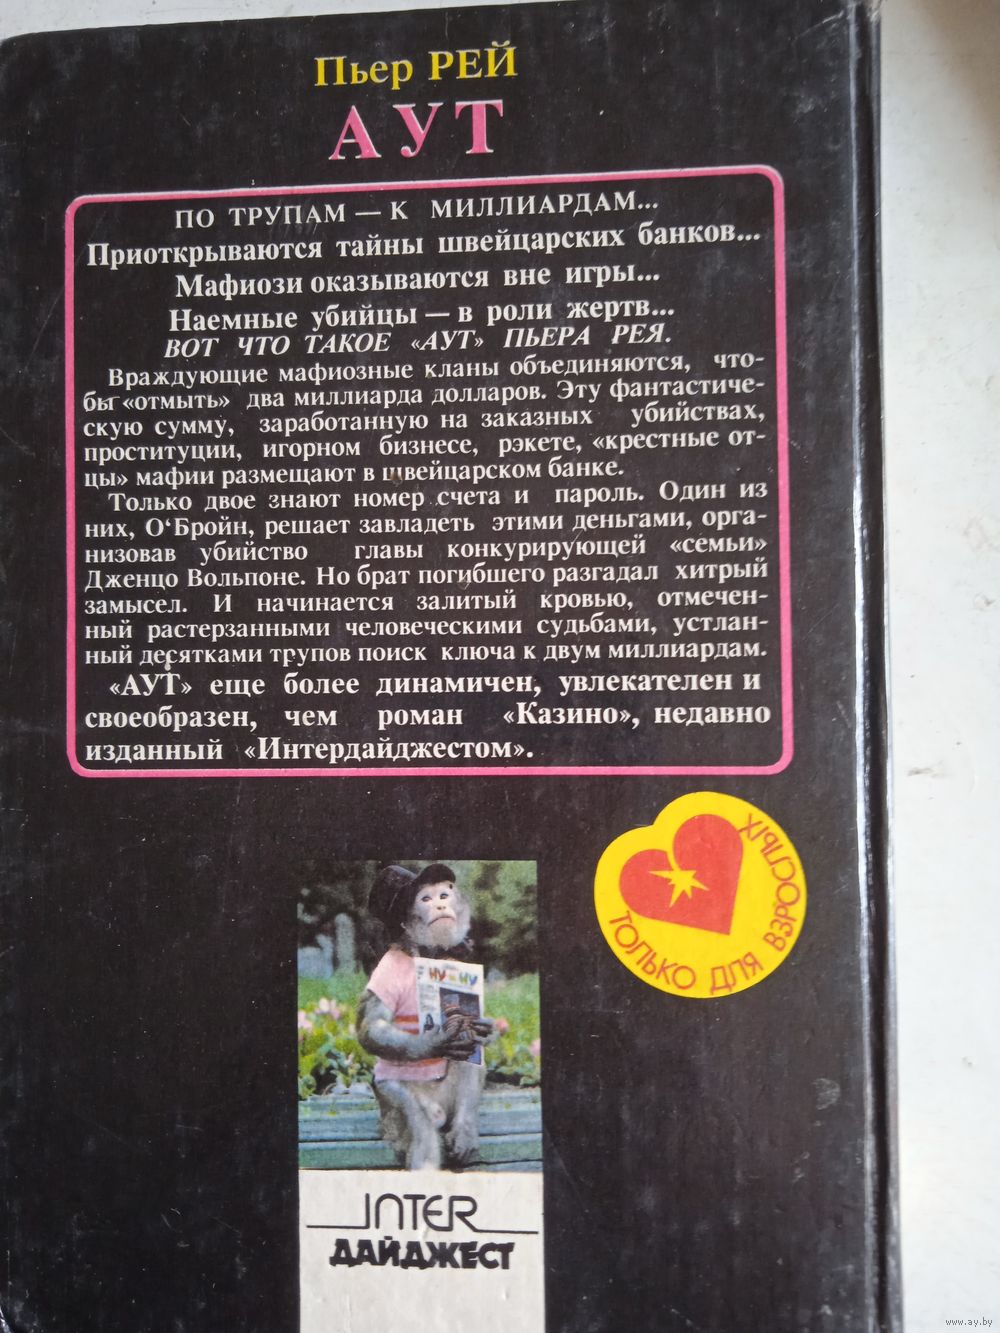 Пьер РЕЙ
АУТ
ПО ТРУПАМ — К МИЛЛИАРДАМ...
Приоткрываются тайны швейцарских банков...
Мафиози оказываются вне игры...
Наемные убийцы — в роли жертв...
ВОТ ЧТО ТАКОЕ «АУТ» ПЬЕРА РЕЯ.
Враждующие мафиозные кланы объединяются, что-
бы «отмыть» два миллиарда долларов. Эту фантастиче-
скую сумму, заработанную на заказных убийствах,
проституции, игорном бизнесе, рэкете, «крестные от-
цы» мафии размещают в швейцарском банке.
Только двое знают номер счета и пароль. Один из
них, О‘Бройн, решает завладеть этими деньгами, орга-
низовав убийство главы конкурирующей «семьи»
Дженцо Вольпоне. Но брат погибшего разгадал хитрый
замысел. И начинается залитый кровью, отмечен-
ный растерзанными человеческими судьбами, устлан-
ный десятками трупов поиск ключа к двум миллиардам.
«АУТ» еще более динамичен, увлекателен и
своеобразен, чем роман «Казино», недавно
изданный «Интердайджестом».
ТОЛЬКО ДЛЯ ВЗРОСЛЫХ
НУ И НУ
INTER
ДАЙДЖЕСТ
www.ay.by